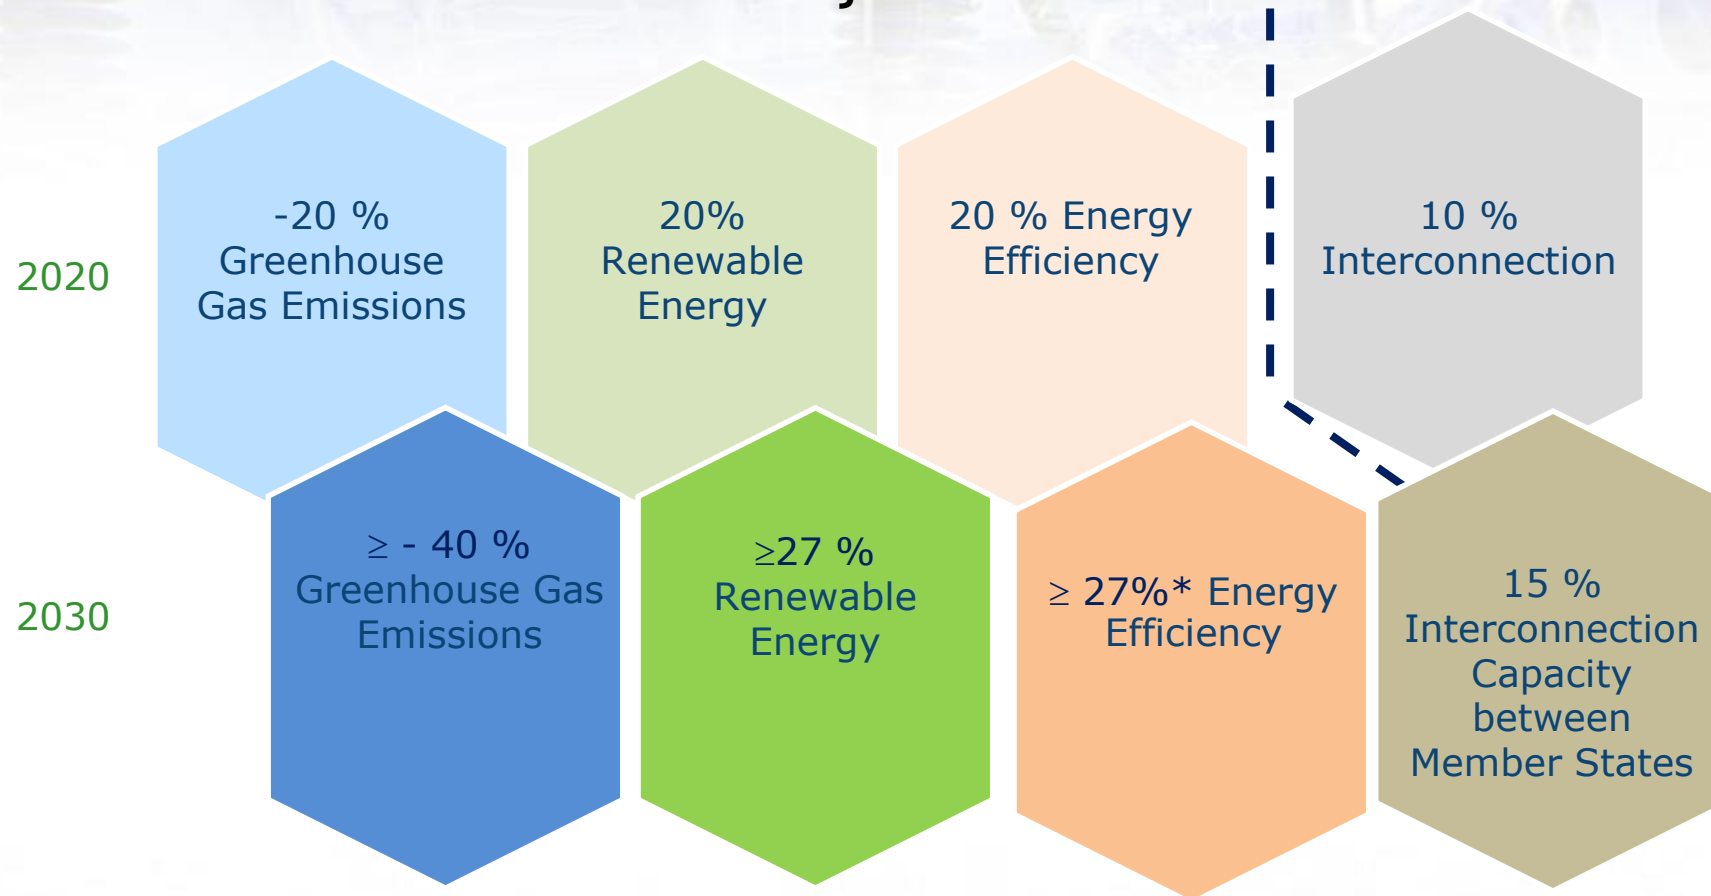 2020
-20 %
Greenhouse
Gas Emissions
20%
Renewable
Energy
20 % Energy
Efficiency
10 %
Interconnection
2030
≥ - 40 %
Greenhouse Gas
Emissions
≥27 %
Renewable
Energy
≥ 27%* Energy
Efficiency
15 %
Interconnection
Capacity
between
Member States